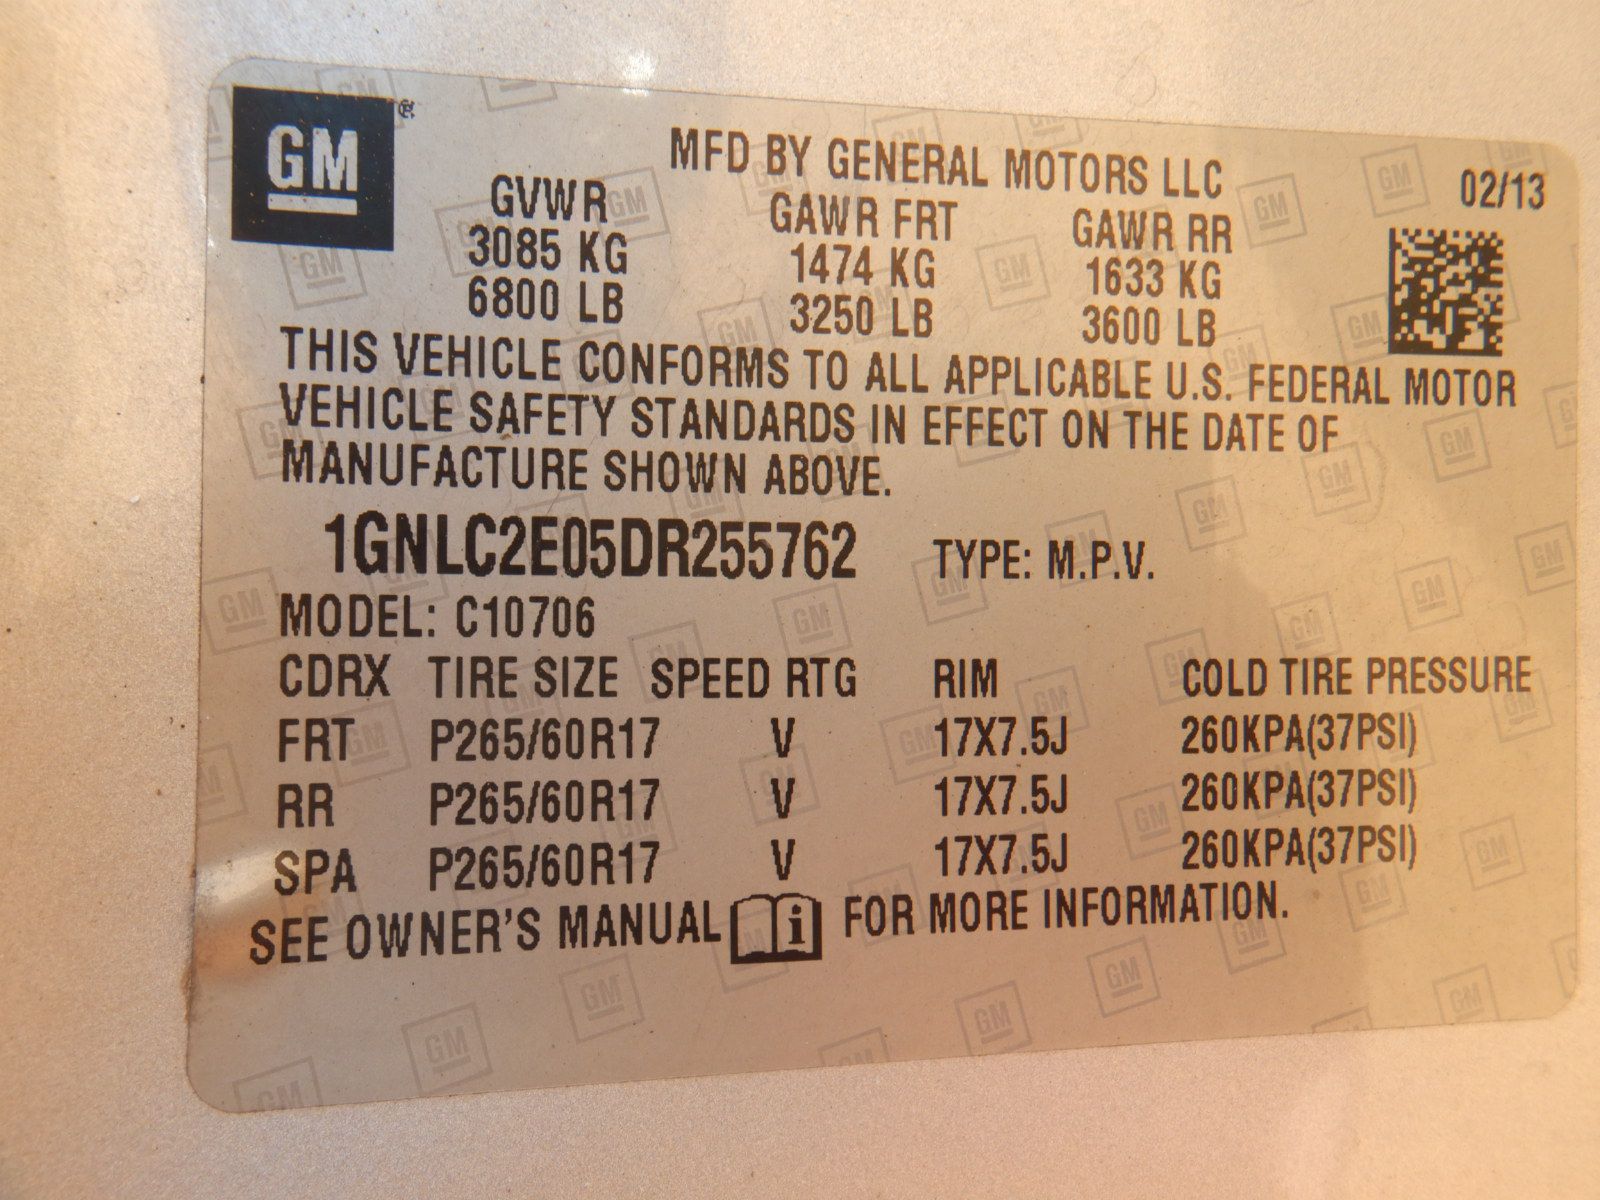 GM
MFD BY GENERAL MOTORS LLC
02/13
GVWR GAWR FRT GAWR RR
3085 KG 1474 KG 1633 KG
6800 LB 3250 LB 3600 LB
THIS VEHICLE CONFORMS TO ALL APPLICABLE U.S. FEDERAL MOTOR
VEHICLE SAFETY STANDARDS IN EFFECT ON THE DATE OF
MANUFACTURE SHOWN ABOVE.
1GNLC2E05DR255762 TYPE: M.P.V.
MODEL: C10706
CDRX TIRE SIZE SPEED RTG RIM COLD TIRE PRESSURE
FRT P265/60R17 V 17X7.5J 260KPA(37PSI)
RR P265/60R17 V 17X7.5J 260KPA(37PSI)
SPA P265/60R17 V 17X7.5J 260KPA(37PSI)
SEE OWNER'S MANUAL i FOR MORE INFORMATION.